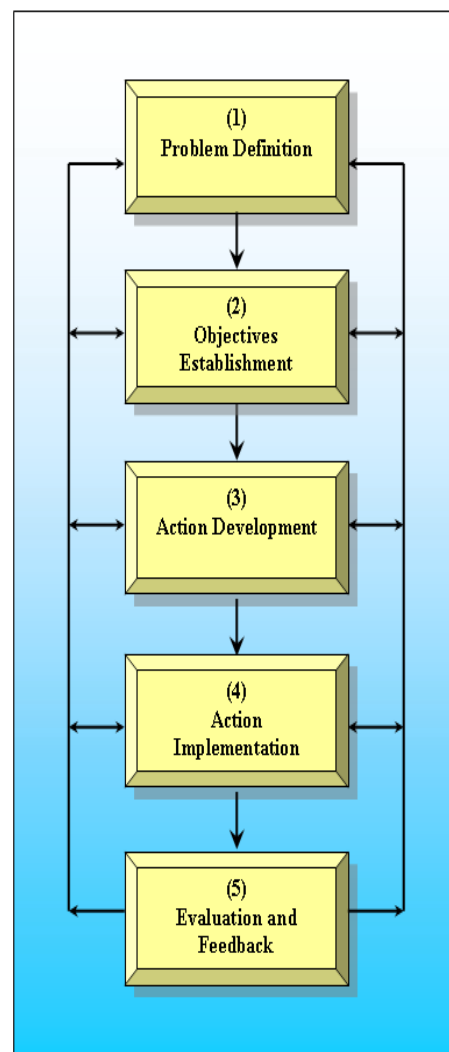 (1)
Problem Definition
(2)
Objectives
Establishment
(3)
Action Development
(4)
Action
Implementation
(5)
Evaluation and
Feedback